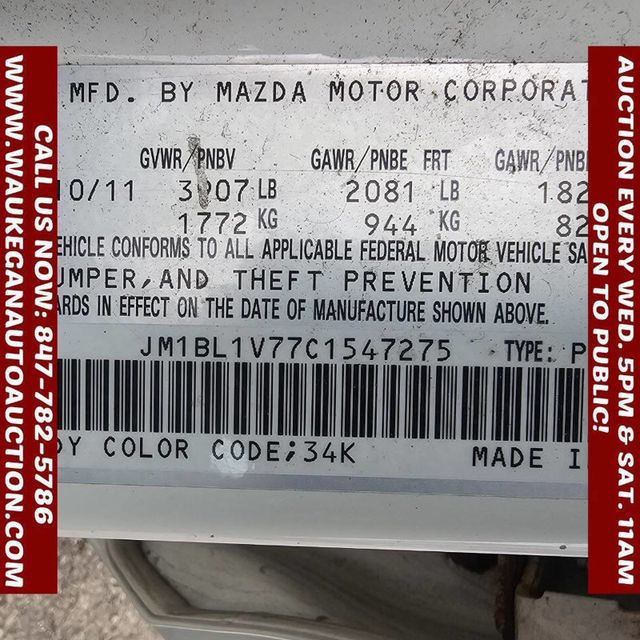 MFD. BY MAZDA MOTOR CORPORAT
GVWR/PNBV GAWR/PNBE FRT GAWR/PNB
10/11 3907 LB 2081 LB 182
1772 KG 944 KG 82
EHICLE CONFORMS TO ALL APPLICABLE FEDERAL MOTOR VEHICLE SA
UMPER, AND THEFT PREVENTION
ARDS IN EFFECT ON THE DATE OF MANUFACTURE SHOWN ABOVE.
JM1BL1V77C1547275 TYPE: P
DY COLOR CODE;34K MADE I
CALL US NOW: 847-782-5786
WWW.WAUKEGANAUTOAUCTION.COM
AUCTION EVERY WED. 5PM & SAT. 11AM
OPEN TO PUBLIC!